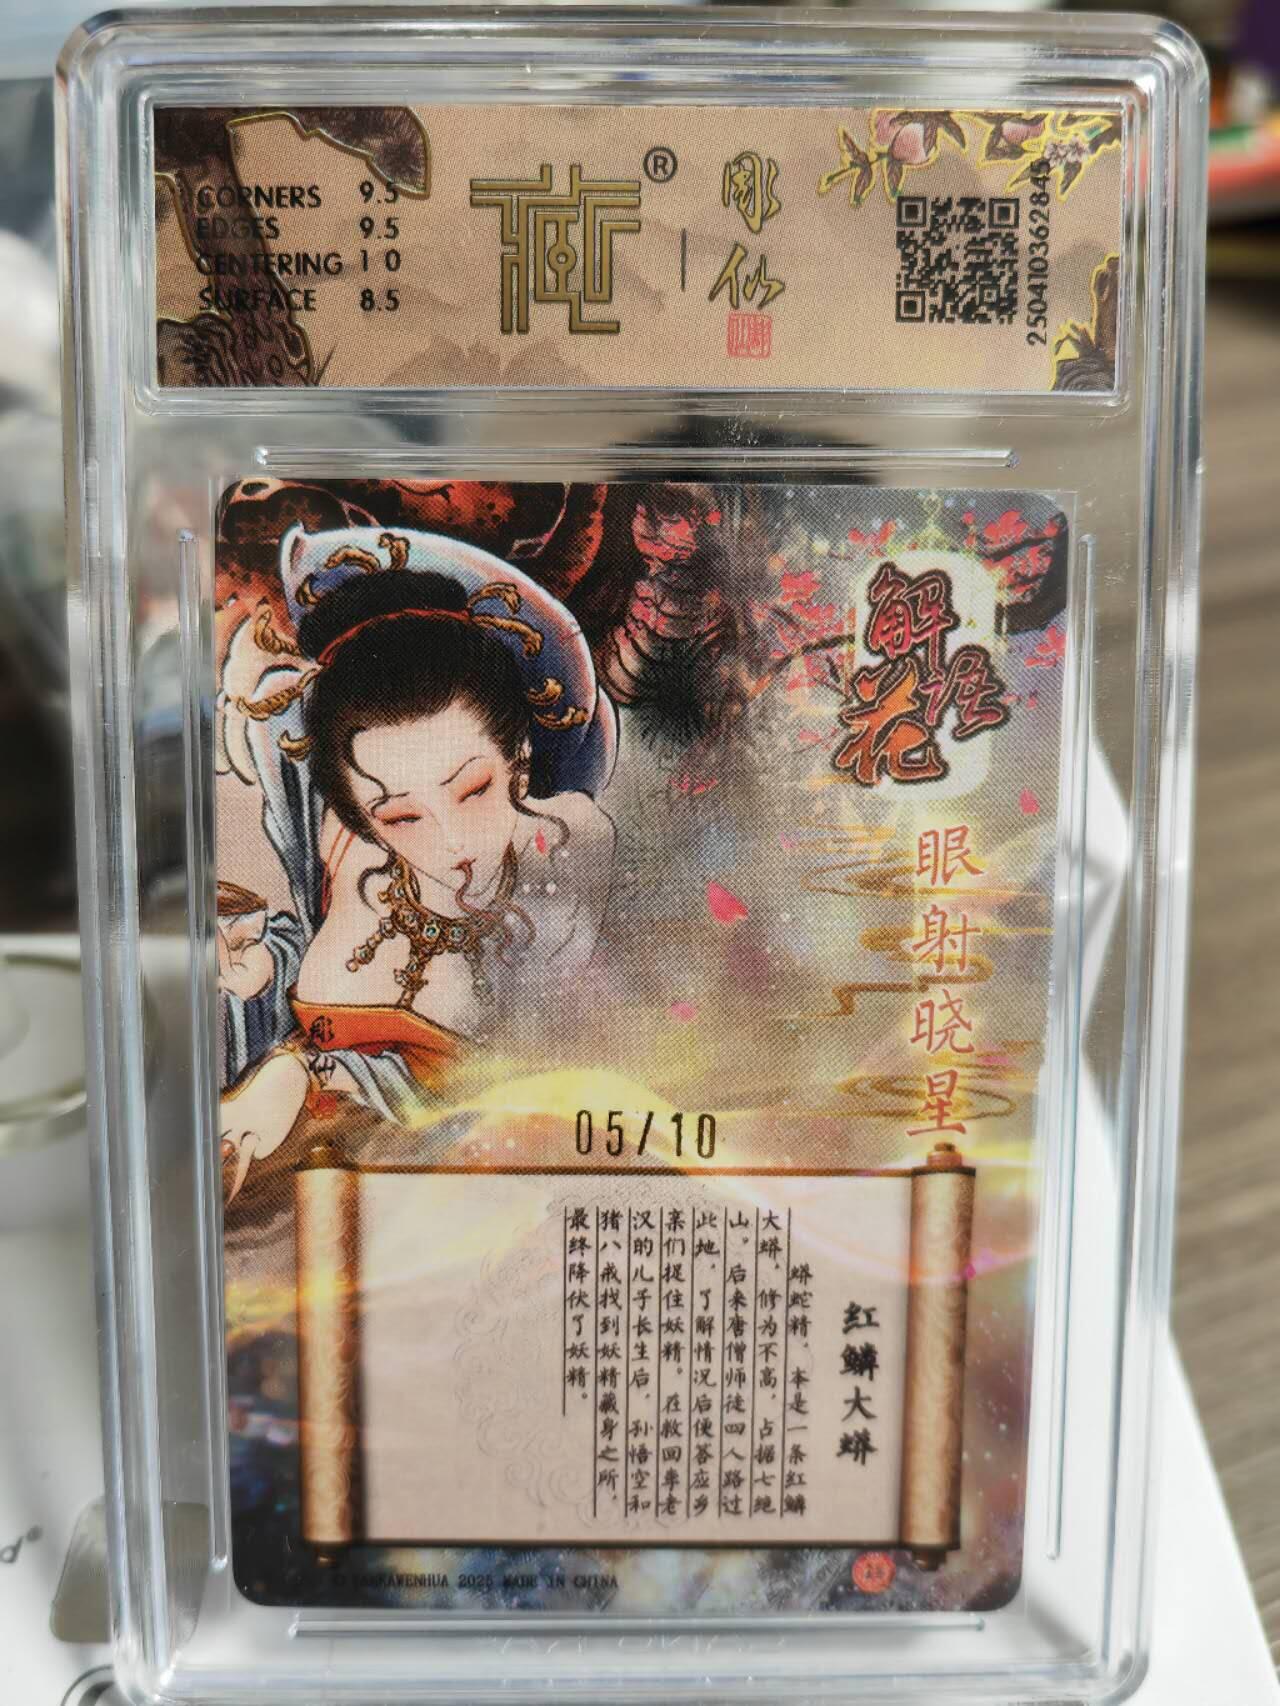 CORNERS 9.5
EDGES 9.5
CENTERING 10
SURFACE 8.5
藏®
彫仙
250410362845
解语花
眼射晓星
彫仙
05/10
红鳞大蟒
蟒蛇精，本是一条红鳞
大蟒，修为不高，占据七绝
山。后来唐僧师徒四人路过
此地，了解情况后便答应乡
亲们捉住妖精。在救回李老
汉的儿子长生后，孙悟空和
猪八戒找到妖精藏身之所，
最终降伏了妖精。
KAKAWENHUA 2025 MADE IN CHINA